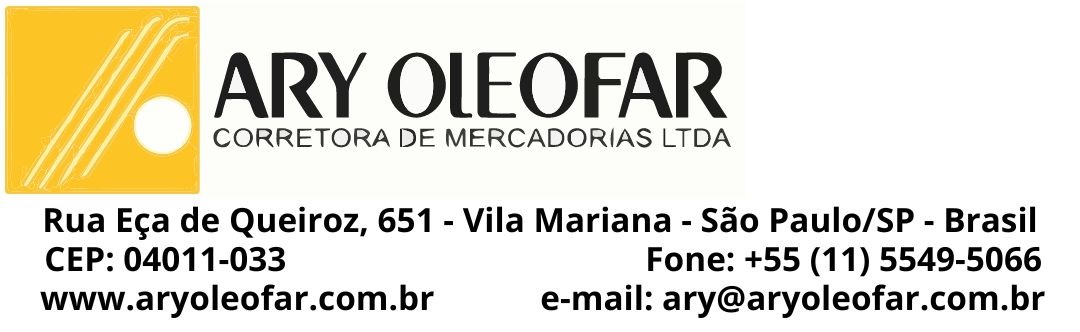 ARY OLEOFAR
CORRETORA DE MERCADORIAS LTDA
Rua Eça de Queiroz, 651 - Vila Mariana - São Paulo/SP - Brasil
CEP: 04011-033 Fone: +55 (11) 5549-5066
www.aryoleofar.com.br e-mail: ary@aryoleofar.com.br